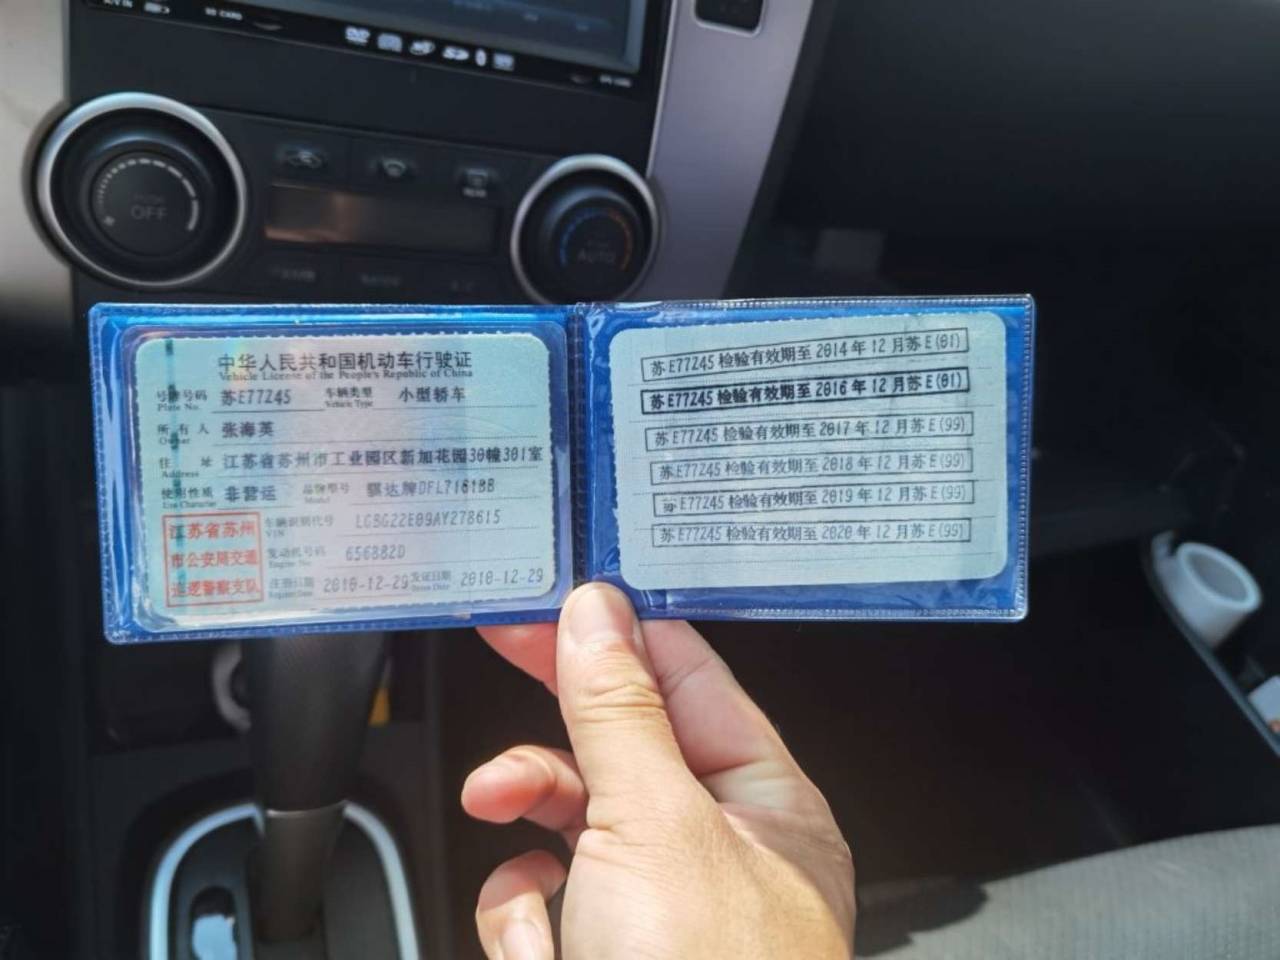 SD CARD
OFF
AUTO
中华人民共和国机动车行驶证
Vehicle License of the People's Republic of China
号牌号码 苏E77Z45 车辆类型 小型轿车
Plate No. Vehicle Type
所有人 张海英
Owner
住址 江苏省苏州市工业园区新加花园30幢301室
Address
使用性质 非营运 品牌型号 骐达牌DFL7161BB
Use Character Model
车辆识别代号 LGBG22E09AY278615
VIN
发动机号码 656882D
Engine No.
注册日期 2010-12-29 发证日期 2010-12-29
Register Date Issue Date
江苏省苏州
市公安局交通
巡逻警察支队
苏E77Z45检验有效期至2014年12月苏E(01)
苏E77Z45检验有效期至2016年12月苏E(01)
苏E77Z45检验有效期至2017年12月苏E(99)
苏E77Z45检验有效期至2018年12月苏E(99)
苏E77Z45检验有效期至2019年12月苏E(99)
苏E77Z45检验有效期至2020年12月苏E(99)